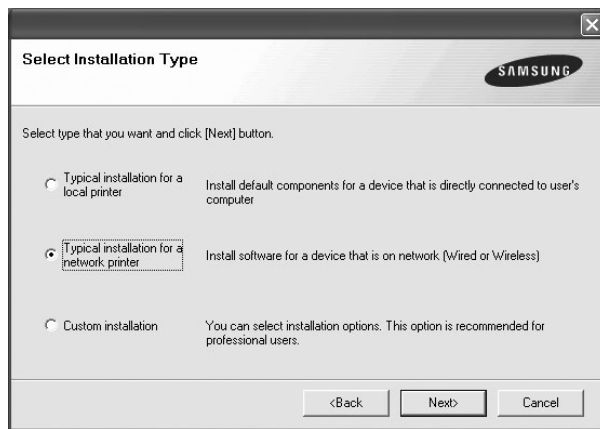 Select Installation Type
SAMSUNG
Select type that you want and click [Next] button.
Typical installation for a
local printer
Install default components for a device that is directly connected to user's
computer
Typical installation for a
network printer
Install software for a device that is on network (Wired or Wireless)
Custom installation
You can select installation options. This option is recommended for
professional users.
<Back
Next>
Cancel